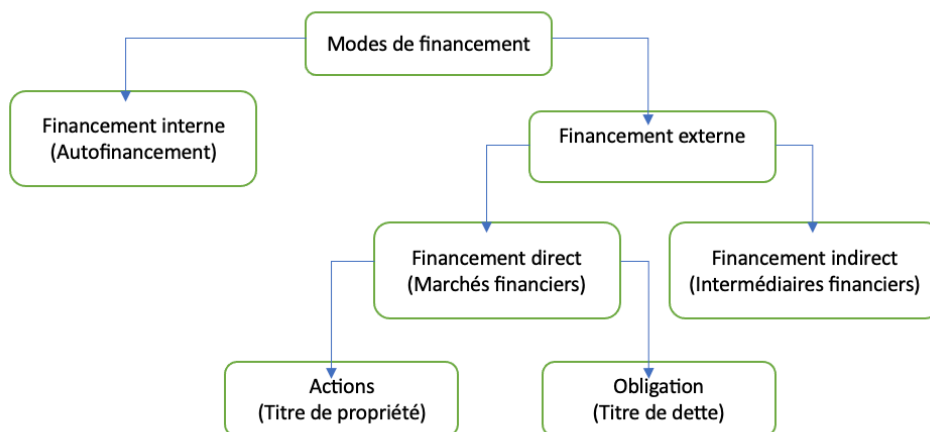 Modes de financement
Financement interne
(Autofinancement)
Financement externe
Financement direct
(Marchés financiers)
Financement indirect
(Intermédiaires financiers)
Actions
(Titre de propriété)
Obligation
(Titre de dette)